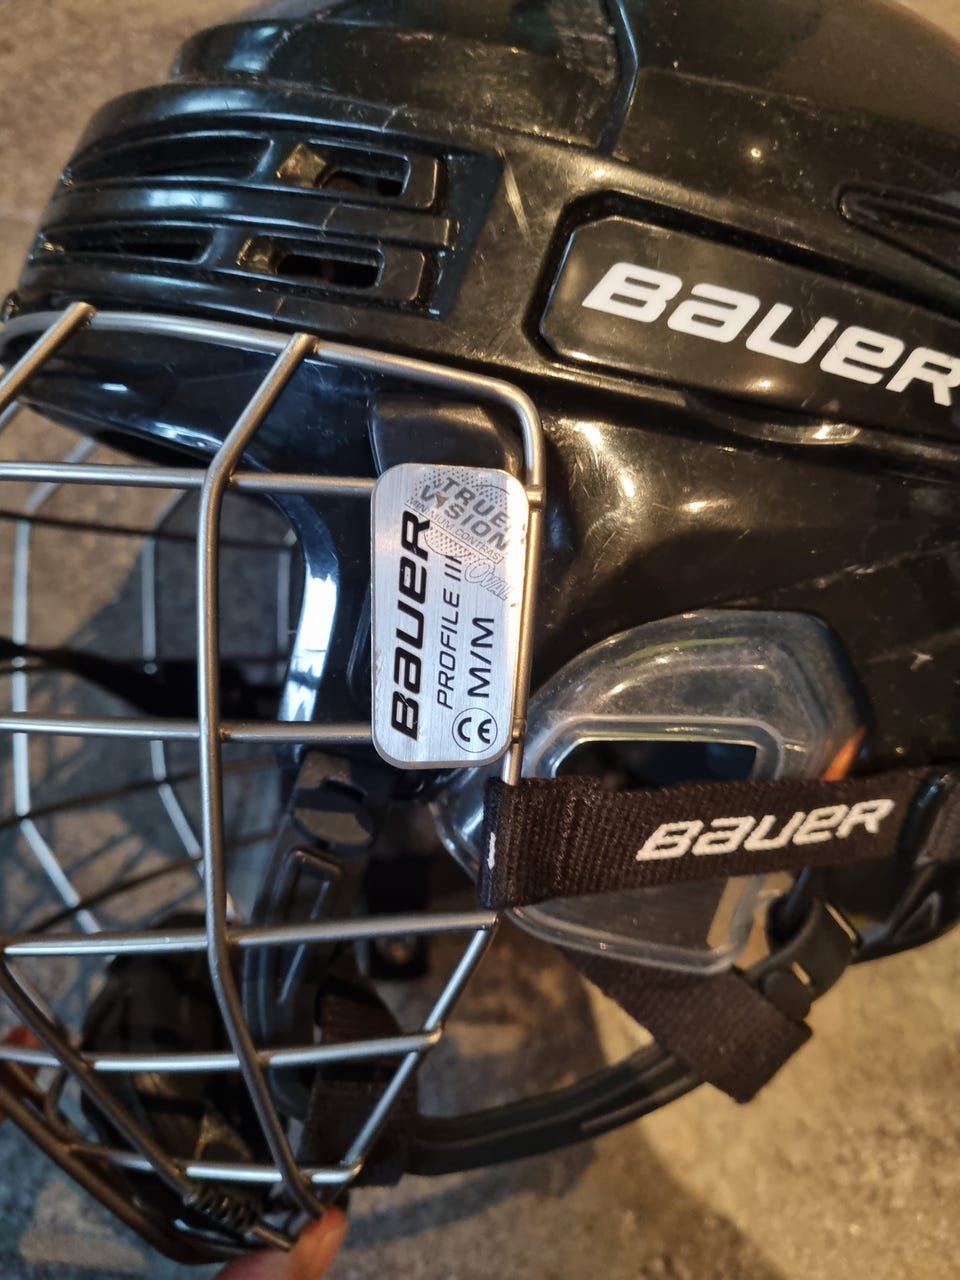 BAUER
TRUE
VISION
MINIMUM CONTRAST
OVAL
BAUER
PROFILE III
CE M/M
BAUER